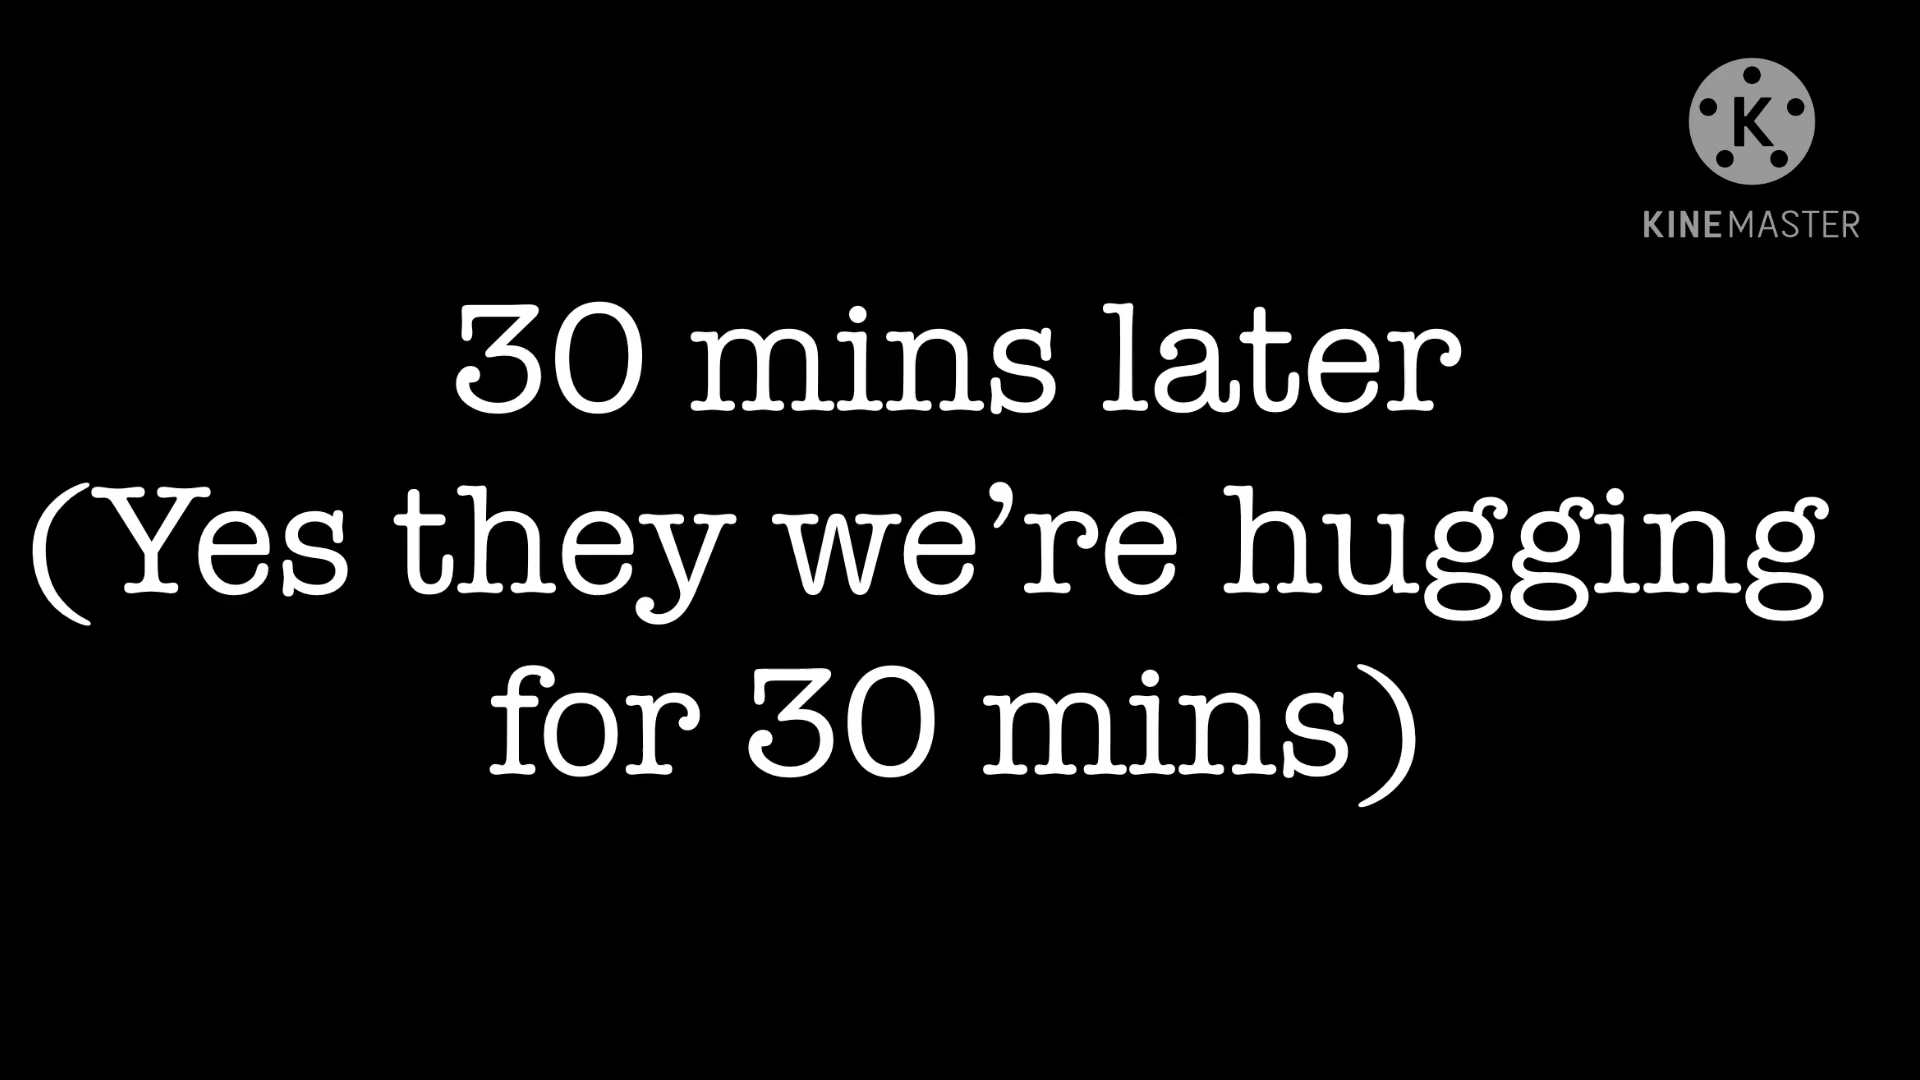 K
KINEMASTER
30 mins later
(Yes they we’re hugging
for 30 mins)